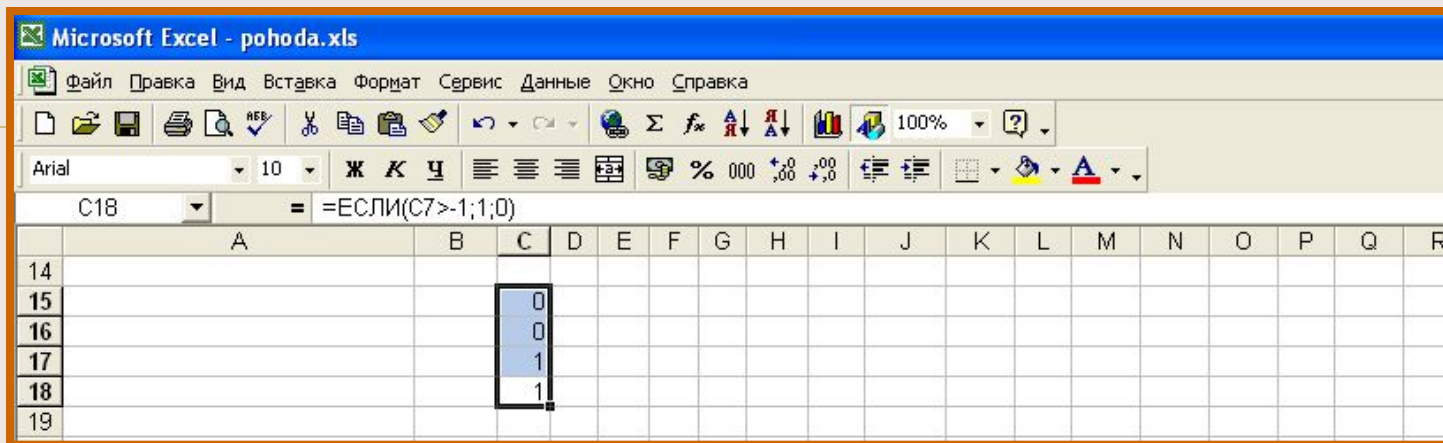 Microsoft Excel - pohoda.xls
Файл Правка Вид Вставка Формат Сервис Данные Окно Справка
100%
Arial 10 Ж К Ч % 000
C18 = =ЕСЛИ(C7>-1;1;0)
A B C D E F G H I J K L M N O P Q R
14
15 0
16 0
17 1
18 1
19